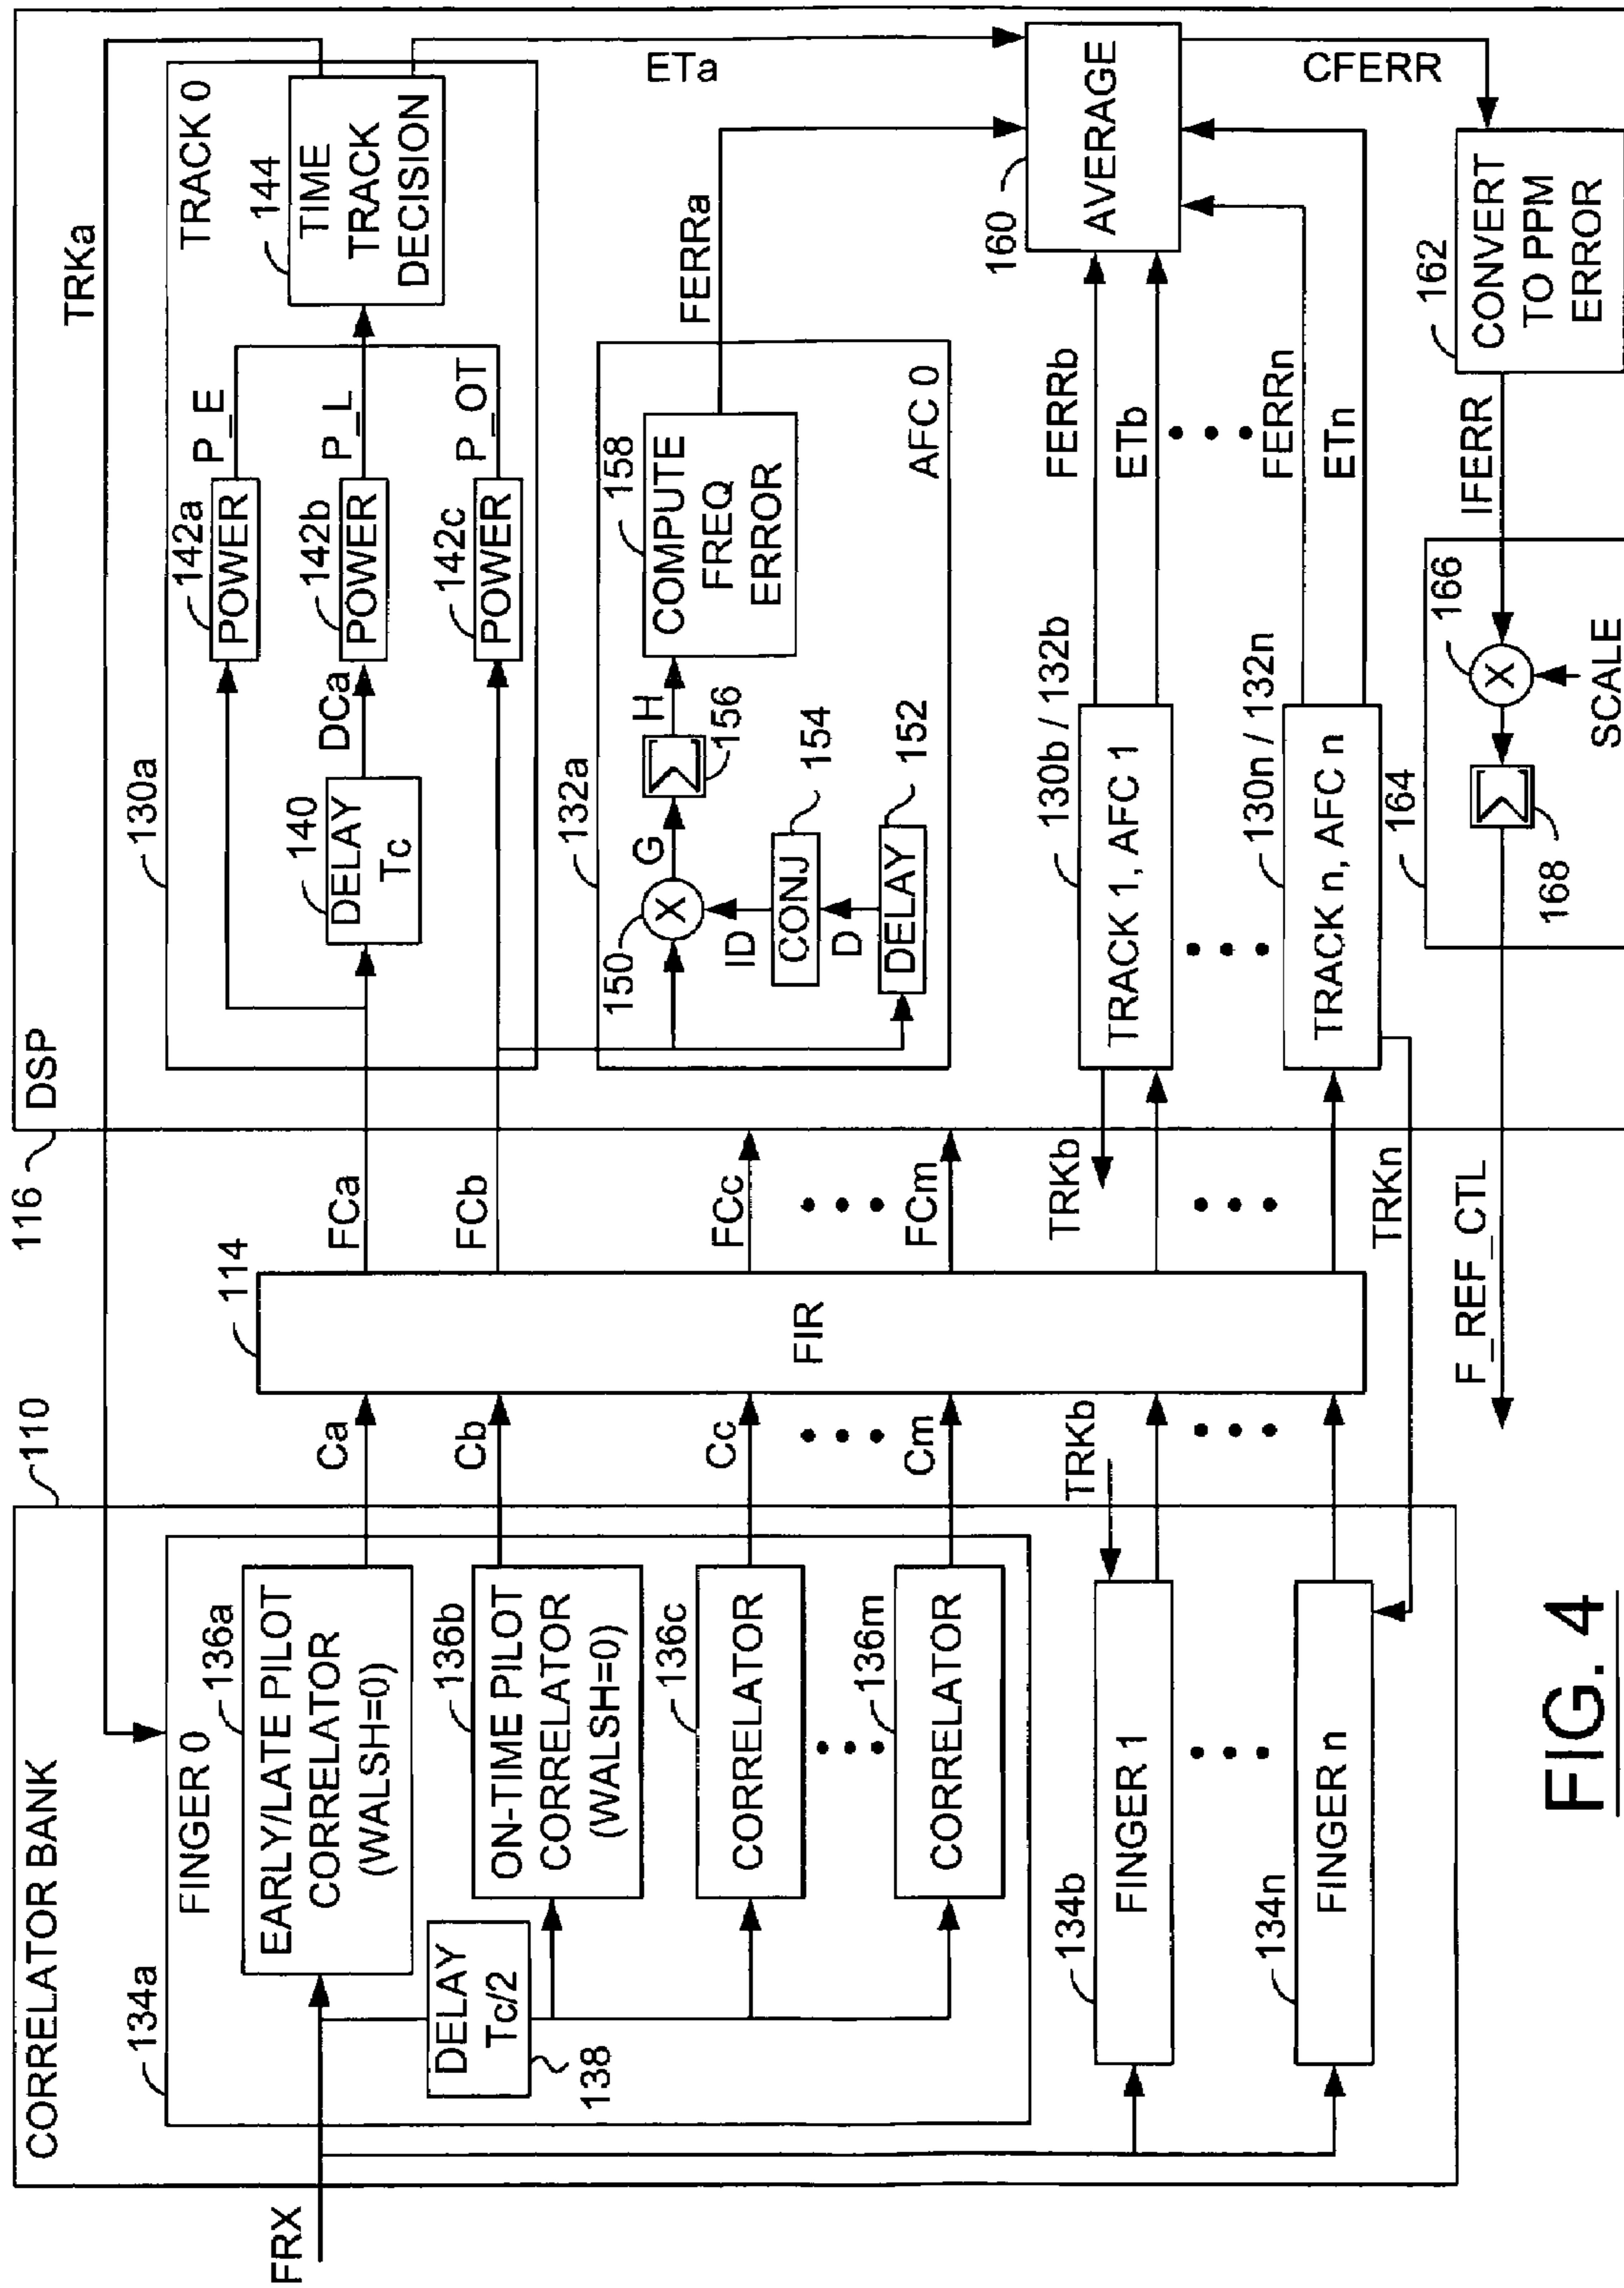 CORRELATOR BANK
110
134a
FINGER 0
136a
EARLY/LATE PILOT
CORRELATOR
(WALSH=0)
136b
ON-TIME PILOT
CORRELATOR
(WALSH=0)
DELAY
Tc/2
138
136c
CORRELATOR
136m
CORRELATOR
134b
FINGER 1
134n
FINGER n
FRX
Ca
Cb
Cc
Cm
TRKb
114
FIR
FCa
FCb
FCc
FCm
TRKb
TRKn
F_REF_CTL
116
DSP
TRKa
130a
TRACK 0
140
DELAY
Tc
DCa
142a
POWER
142b
POWER
142c
POWER
P_E
P_L
P_OT
144
TIME
TRACK
DECISION
ETa
132a
AFC 0
150
X
G
Σ
156
H
ID
CONJ
154
D
DELAY
152
158
COMPUTE
FREQ
ERROR
FERRa
130b / 132b
TRACK 1, AFC 1
130n / 132n
TRACK n, AFC n
FERRb
ETb
FERRn
ETn
160
AVERAGE
CFERR
162
CONVERT
TO PPM
ERROR
IFERR
164
166
X
SCALE
Σ
168
FIG. 4